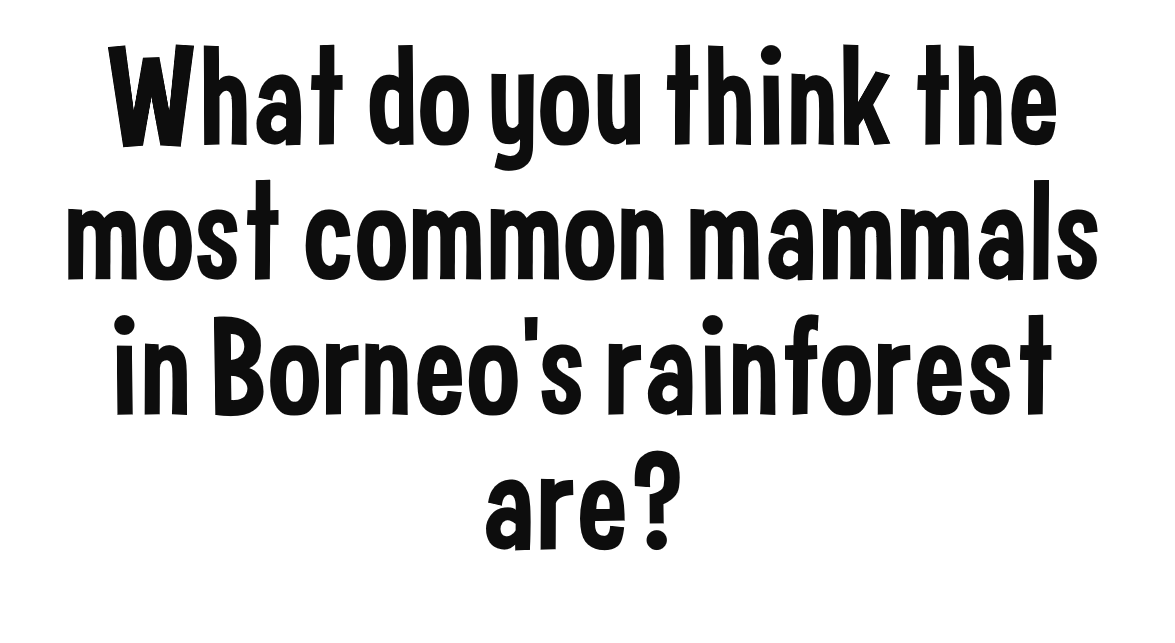 What do you think the
most common mammals
in Borneo's rainforest
are?